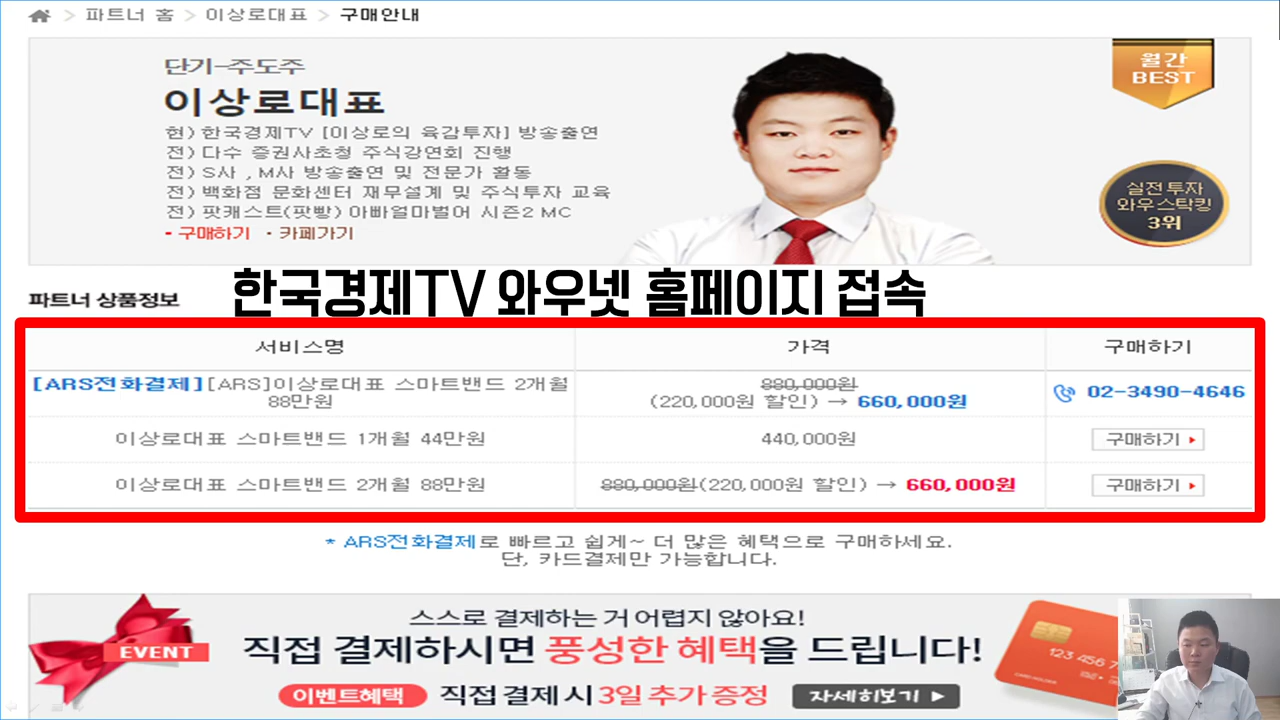 파트너 홈 > 이상로대표 > 구매안내
단기-주도주
이상로대표
현) 한국경제TV [이상로의 육감투자] 방송출연
전) 다수 증권사초청 주식강연회 진행
전) S사 , M사 방송출연 및 전문가 활동
전) 백화점 문화센터 재무설계 및 주식투자 교육
전) 팟캐스트(팟빵) 아빠얼마벌어 시즌2 MC
- 구매하기 · 카페가기
월간
BEST
실전투자
와우스탁킹
3위
파트너 상품정보
한국경제TV 와우넷 홈페이지 접속
서비스명 가격 구매하기
[ARS전화결제][ARS]이상로대표 스마트밴드 2개월
88만원
880,000원
(220,000원 할인) → 660,000원
02-3490-4646
이상로대표 스마트밴드 1개월 44만원 440,000원 구매하기
이상로대표 스마트밴드 2개월 88만원 880,000원(220,000원 할인) → 660,000원 구매하기
* ARS전화결제로 빠르고 쉽게~ 더 많은 혜택으로 구매하세요.
단, 카드결제만 가능합니다.
EVENT
스스로 결제하는 거 어렵지 않아요!
직접 결제하시면 풍성한 혜택을 드립니다!
이벤트혜택 직접 결제 시 3일 추가 증정 자세히보기 ▶
123 456 7